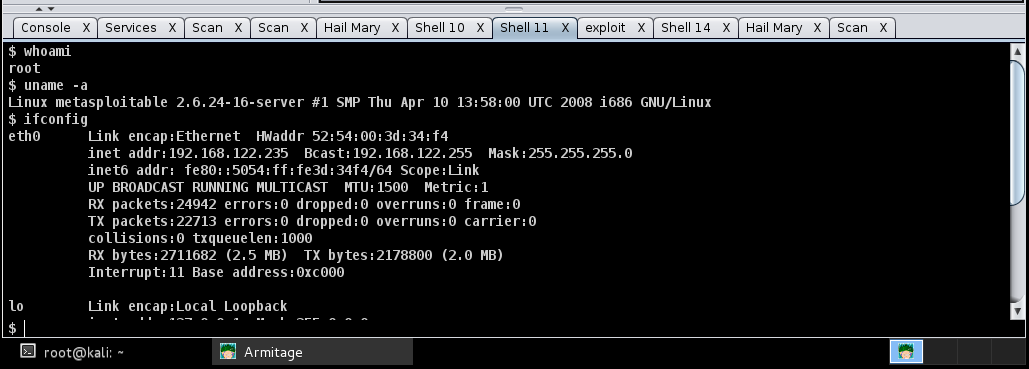 Console X Services X Scan X Scan X Hail Mary X Shell 10 X Shell 11 X exploit X Shell 14 X Hail Mary X Scan X
$ whoami
root
$ uname -a
Linux metasploitable 2.6.24-16-server #1 SMP Thu Apr 10 13:58:00 UTC 2008 i686 GNU/Linux
$ ifconfig
eth0      Link encap:Ethernet  HWaddr 52:54:00:3d:34:f4
          inet addr:192.168.122.235  Bcast:192.168.122.255  Mask:255.255.255.0
          inet6 addr: fe80::5054:ff:fe3d:34f4/64 Scope:Link
          UP BROADCAST RUNNING MULTICAST  MTU:1500  Metric:1
          RX packets:24942 errors:0 dropped:0 overruns:0 frame:0
          TX packets:22713 errors:0 dropped:0 overruns:0 carrier:0
          collisions:0 txqueuelen:1000
          RX bytes:2711682 (2.5 MB)  TX bytes:2178800 (2.0 MB)
          Interrupt:11 Base address:0xc000
lo        Link encap:Local Loopback
$
root@kali: ~ Armitage